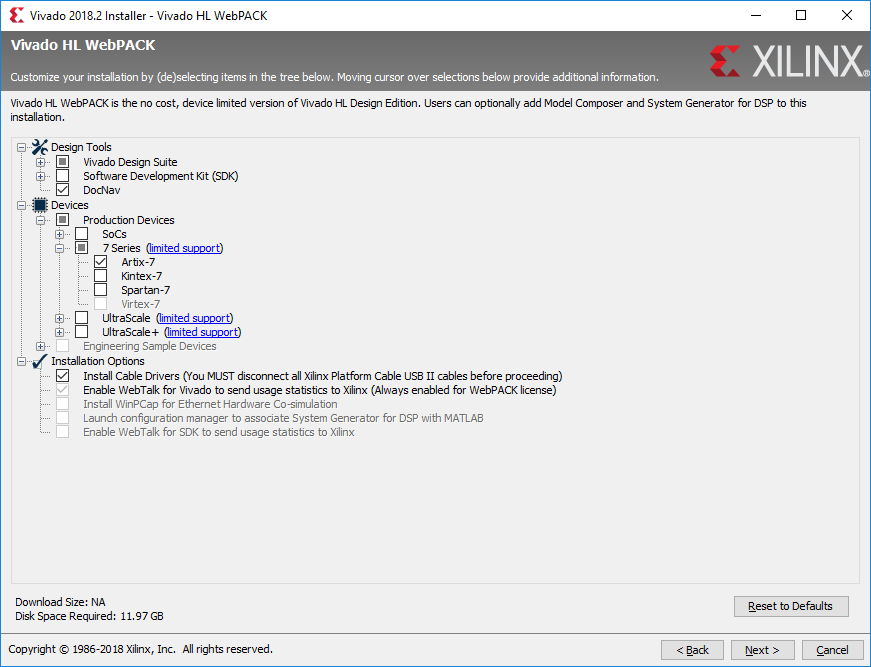 Vivado 2018.2 Installer - Vivado HL WebPACK
Vivado HL WebPACK
Customize your installation by (de)selecting items in the tree below. Moving cursor over selections below provide additional information.
XILINX®
Vivado HL WebPACK is the no cost, device limited version of Vivado HL Design Edition. Users can optionally add Model Composer and System Generator for DSP to this
installation.
Design Tools
Vivado Design Suite
Software Development Kit (SDK)
DocNav
Devices
Production Devices
SoCs
7 Series (limited support)
Artix-7
Kintex-7
Spartan-7
Virtex-7
UltraScale (limited support)
UltraScale+ (limited support)
Engineering Sample Devices
Installation Options
Install Cable Drivers (You MUST disconnect all Xilinx Platform Cable USB II cables before proceeding)
Enable WebTalk for Vivado to send usage statistics to Xilinx (Always enabled for WebPACK license)
Install WinPCap for Ethernet Hardware Co-simulation
Launch configuration manager to associate System Generator for DSP with MATLAB
Enable WebTalk for SDK to send usage statistics to Xilinx
Download Size: NA
Disk Space Required: 11.97 GB
Reset to Defaults
Copyright © 1986-2018 Xilinx, Inc. All rights reserved.
< Back
Next >
Cancel